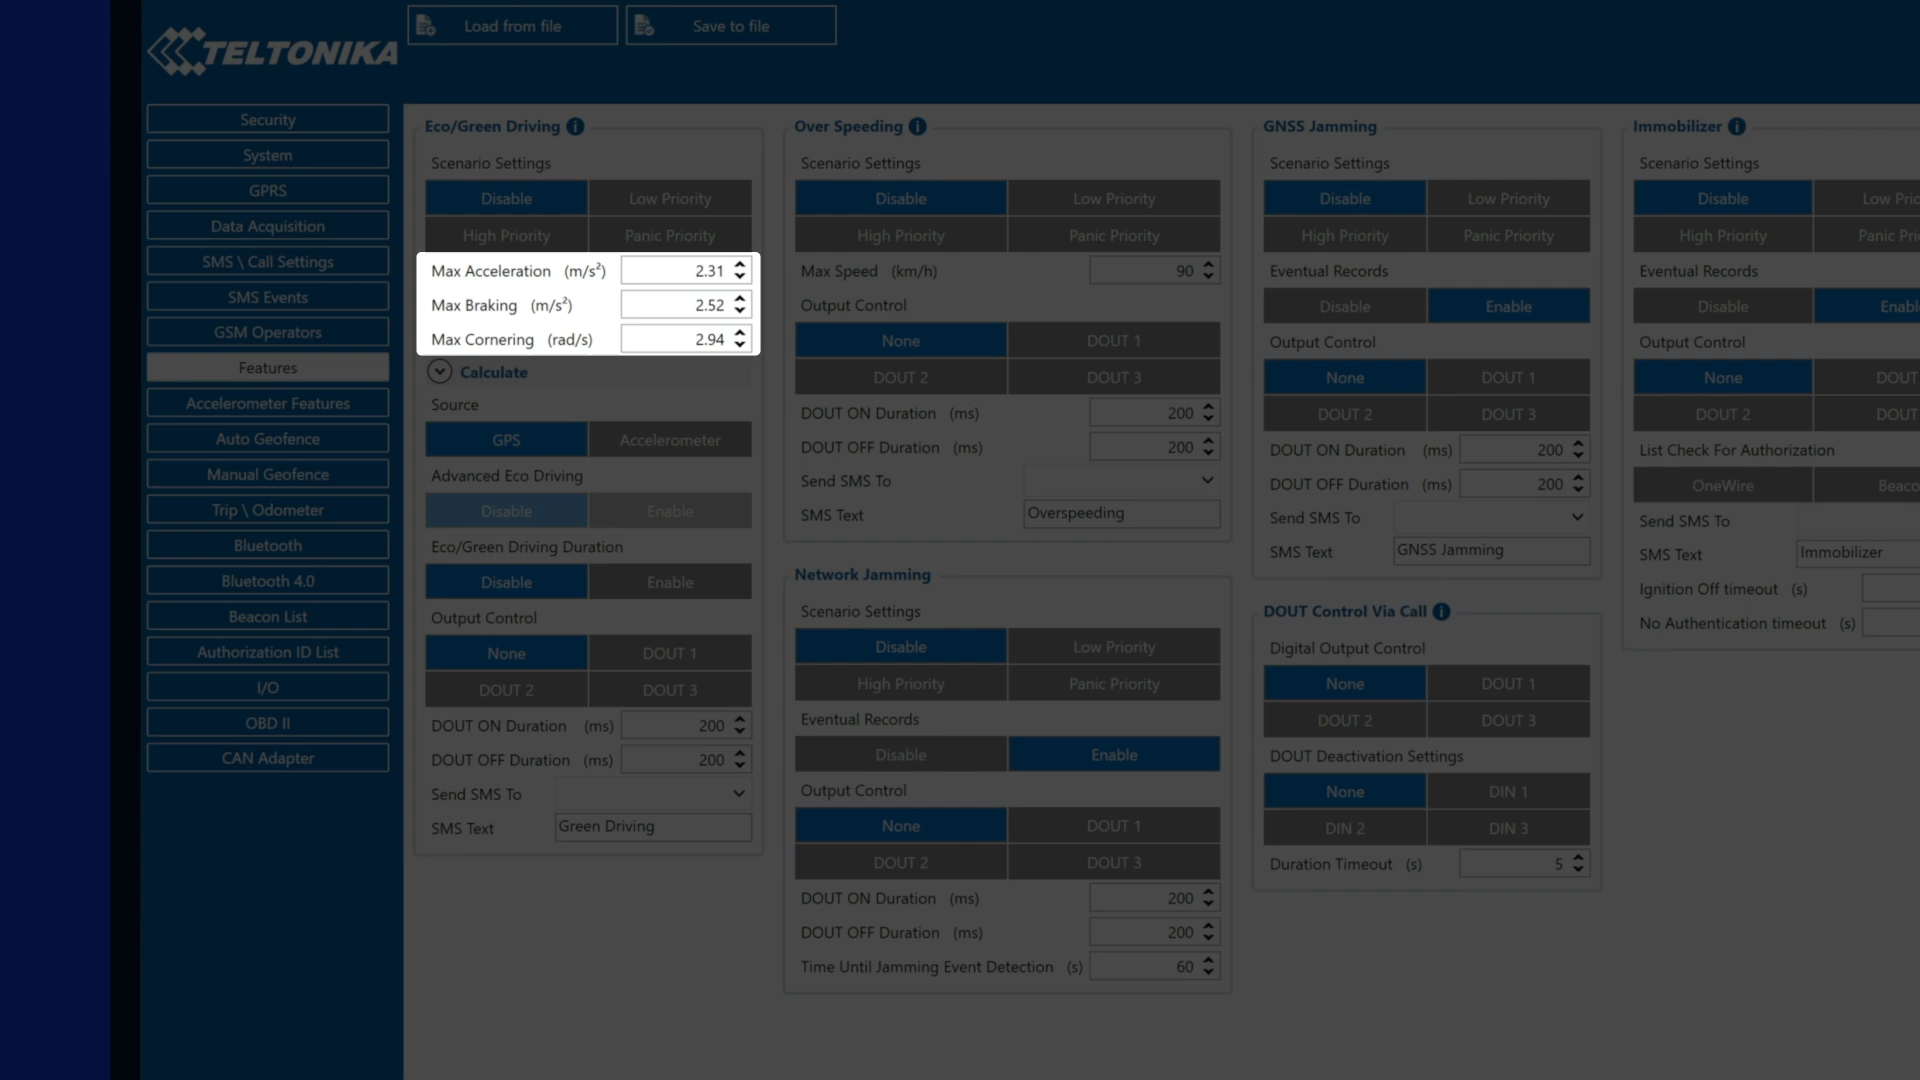 TELTONIKA
Load from file
Save to file
Security
System
GPRS
Data Acquisition
SMS \ Call Settings
SMS Events
GSM Operators
Features
Accelerometer Features
Auto Geofence
Manual Geofence
Trip \ Odometer
Bluetooth
Bluetooth 4.0
Beacon List
Authorization ID List
I/O
OBD II
CAN Adapter
Eco/Green Driving i
Scenario Settings
Disable Low Priority
High Priority Panic Priority
Max Acceleration (m/s²) 2.31
Max Braking (m/s²) 2.52
Max Cornering (rad/s) 2.94
Calculate
Source
GPS Accelerometer
Advanced Eco Driving
Disable Enable
Eco/Green Driving Duration
Disable Enable
Output Control
None DOUT 1
DOUT 2 DOUT 3
DOUT ON Duration (ms) 200
DOUT OFF Duration (ms) 200
Send SMS To
SMS Text Green Driving
Over Speeding i
Scenario Settings
Disable Low Priority
High Priority Panic Priority
Max Speed (km/h) 90
Output Control
None DOUT 1
DOUT 2 DOUT 3
DOUT ON Duration (ms) 200
DOUT OFF Duration (ms) 200
Send SMS To
SMS Text Overspeeding
Network Jamming
Scenario Settings
Disable Low Priority
High Priority Panic Priority
Eventual Records
Disable Enable
Output Control
None DOUT 1
DOUT 2 DOUT 3
DOUT ON Duration (ms) 200
DOUT OFF Duration (ms) 200
Time Until Jamming Event Detection (s) 60
GNSS Jamming
Scenario Settings
Disable Low Priority
High Priority Panic Priority
Eventual Records
Disable Enable
Output Control
None DOUT 1
DOUT 2 DOUT 3
DOUT ON Duration (ms) 200
DOUT OFF Duration (ms) 200
Send SMS To
SMS Text GNSS Jamming
DOUT Control Via Call i
Digital Output Control
None DOUT 1
DOUT 2 DOUT 3
DOUT Deactivation Settings
None DIN 1
DIN 2 DIN 3
Duration Timeout (s) 5
Immobilizer i
Scenario Settings
Disable Low Prio
High Priority Panic Pri
Eventual Records
Disable Enabl
Output Control
None DOUT
DOUT 2 DOUT
List Check For Authorization
OneWire Beaco
Send SMS To
SMS Text Immobilizer
Ignition Off timeout (s)
No Authentication timeout (s)